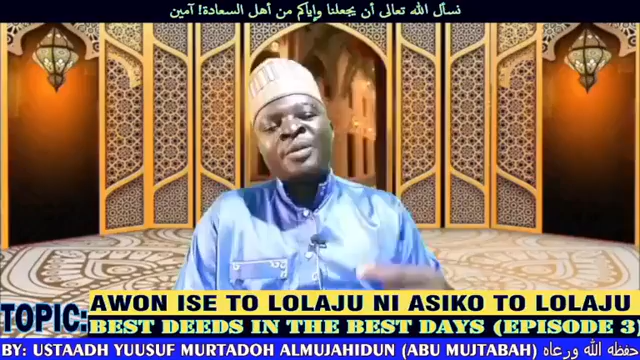 نسأل الله تعالى أن يجعلنا وإياكم من أهل السعادة! آمين
TOPIC: AWON ISE TO LOLAJU NI ASIKO TO LOLAJU
BEST DEEDS IN THE BEST DAYS (EPISODE 3)
BY: USTAADH YUUSUF MURTADOH ALMUJAHIDUN (ABU MUJTABAH) حفظه الله ورعاه